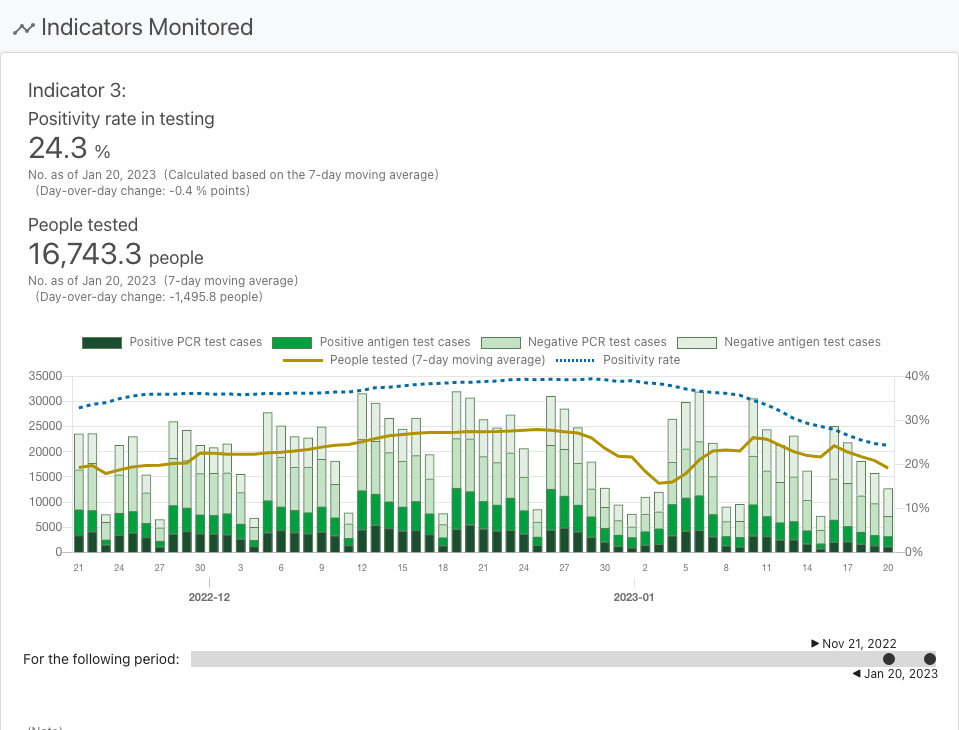 Indicators Monitored
Indicator 3:
Positivity rate in testing
24.3 %
No. as of Jan 20, 2023 (Calculated based on the 7-day moving average)
(Day-over-day change: -0.4 % points)
People tested
16,743.3 people
No. as of Jan 20, 2023 (7-day moving average)
(Day-over-day change: -1,495.8 people)
Positive PCR test cases Positive antigen test cases Negative PCR test cases Negative antigen test cases
People tested (7-day moving average) Positivity rate
35000 40%
30000
25000 30%
20000 20%
15000
10000 10%
5000
0 0%
21 24 27 30 3 6 9 12 15 18 21 24 27 30 2 5 8 11 14 17 20
2022-12 2023-01
▶ Nov 21, 2022
For the following period:
◀ Jan 20, 2023
(Note)